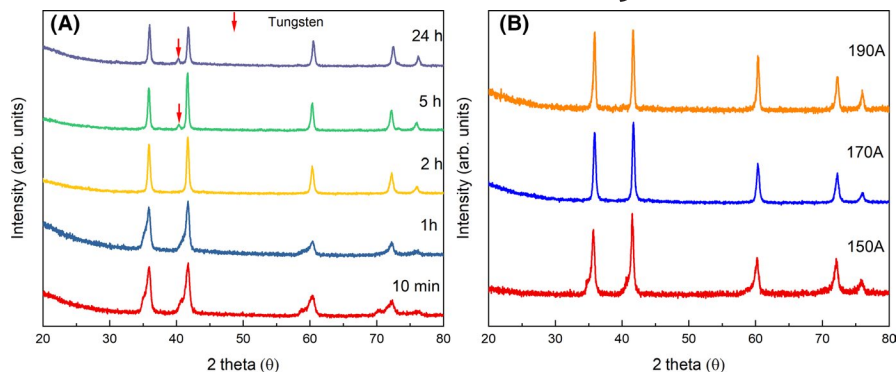 (A)
Tungsten
24 h
5 h
2 h
1h
10 min
Intensity (arb. units)
20 30 40 50 60 70 80
2 theta (θ)
(B)
190A
170A
150A
Intensity (arb. units)
20 30 40 50 60 70 80
2 theta (θ)